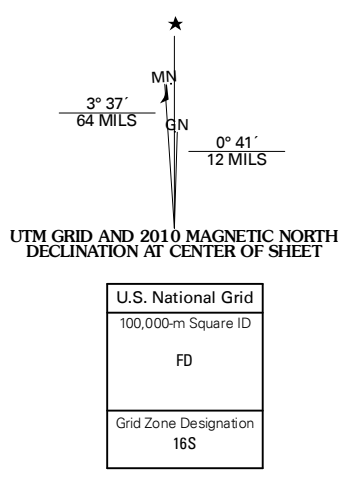 ★
MN
GN
3° 37´
64 MILS
0° 41´
12 MILS
UTM GRID AND 2010 MAGNETIC NORTH
DECLINATION AT CENTER OF SHEET
U.S. National Grid
100,000-m Square ID
FD
Grid Zone Designation
16S